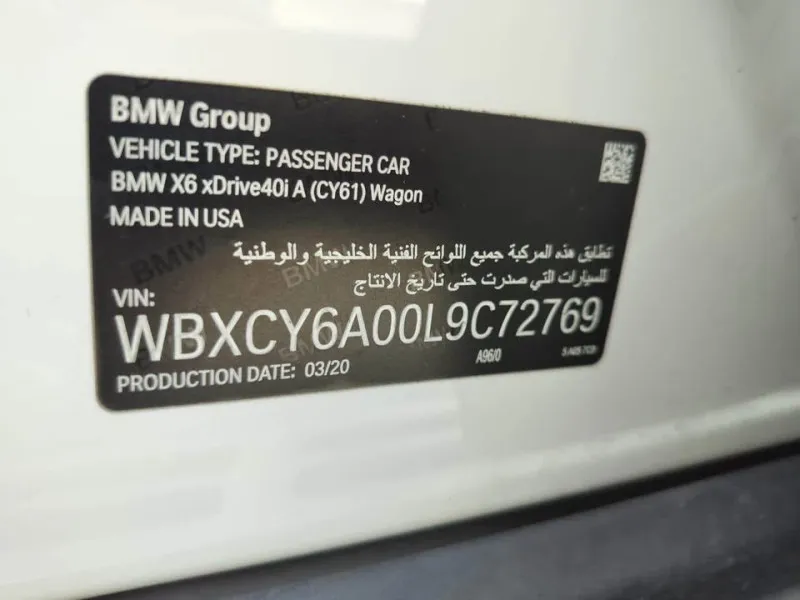 BMW Group
VEHICLE TYPE: PASSENGER CAR
BMW X6 xDrive40i A (CY61) Wagon
MADE IN USA
تطابق هذه المركبة جميع اللوائح الفنية الخليجية والوطنية
للسيارات التي صدرت حتى تاريخ الانتاج
VIN:
WBXCY6A00L9C72769
PRODUCTION DATE: 03/20
A96/0